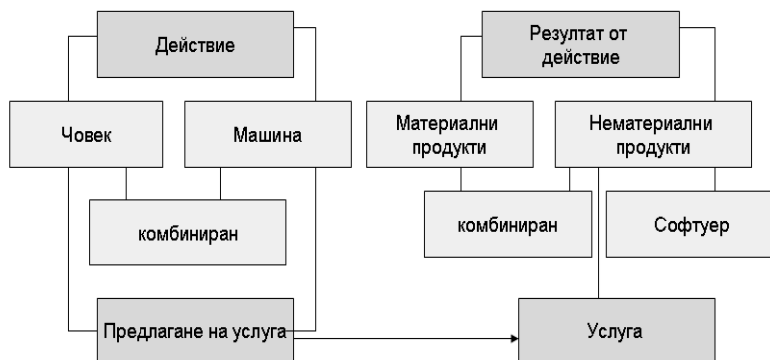 Действие
Резултат от
действие
Човек
Машина
Материални
продукти
Нематериални
продукти
комбиниран
комбиниран
Софтуер
Предлагане на услуга
Услуга